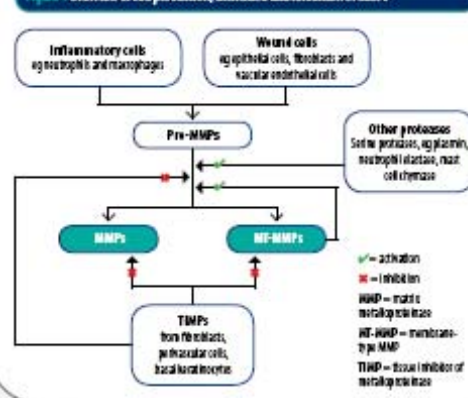 Inflammatory cells
eg neutrophils and macrophages
Wound cells
eg epithelial cells, fibroblasts and
vascular endothelial cells
Pre-MMPs
Other proteases
Serine proteases, eg plasmin,
neutrophil elastase, mast
cell chymase
MMPs
MT-MMPs
TIMPs
from fibroblasts,
perivascular cells,
basal keratinocytes
✔ = activation
✖ = inhibition
MMP = matrix
metalloproteinase
MT-MMP = membrane-
type MMP
TIMP = tissue inhibitor of
metalloproteinase